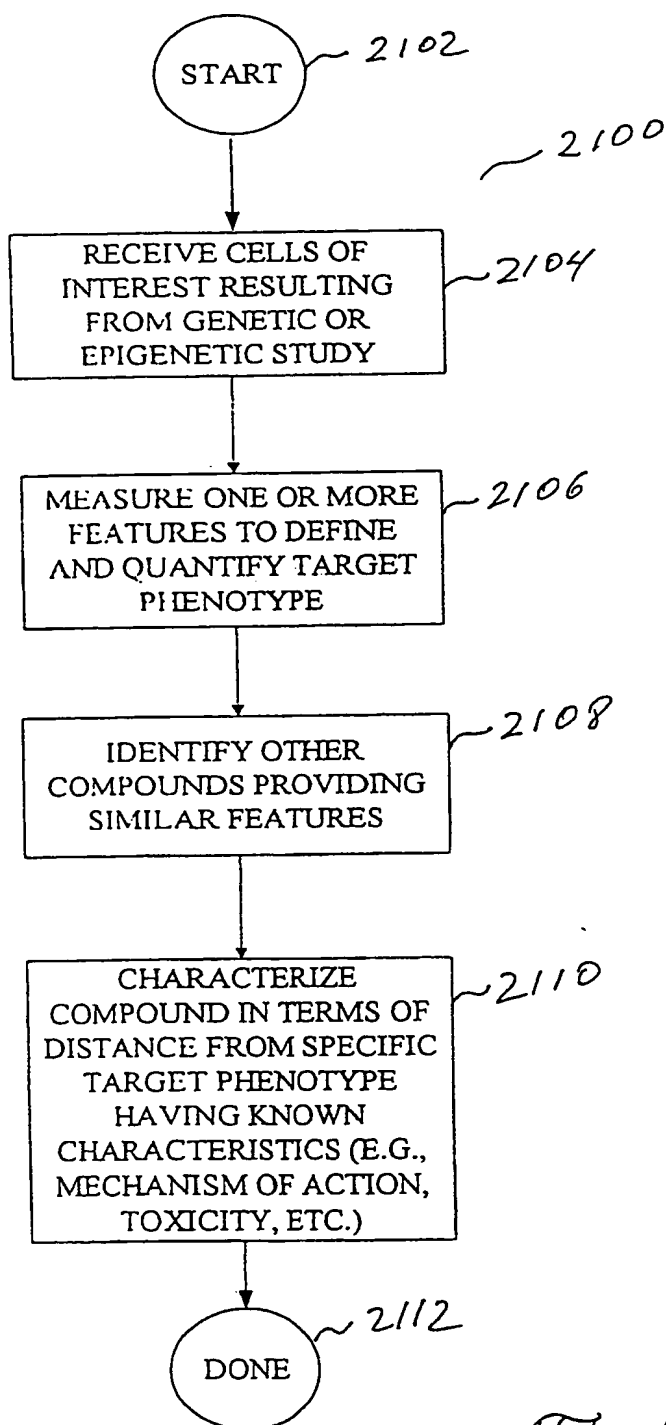 START
2102
2100
RECEIVE CELLS OF
INTEREST RESULTING
FROM GENETIC OR
EPIGENETIC STUDY
2104
MEASURE ONE OR MORE
FEATURES TO DEFINE
AND QUANTIFY TARGET
PHENOTYPE
2106
IDENTIFY OTHER
COMPOUNDS PROVIDING
SIMILAR FEATURES
2108
CHARACTERIZE
COMPOUND IN TERMS OF
DISTANCE FROM SPECIFIC
TARGET PHENOTYPE
HAVING KNOWN
CHARACTERISTICS (E.G.,
MECHANISM OF ACTION,
TOXICITY, ETC.)
2110
DONE
2112